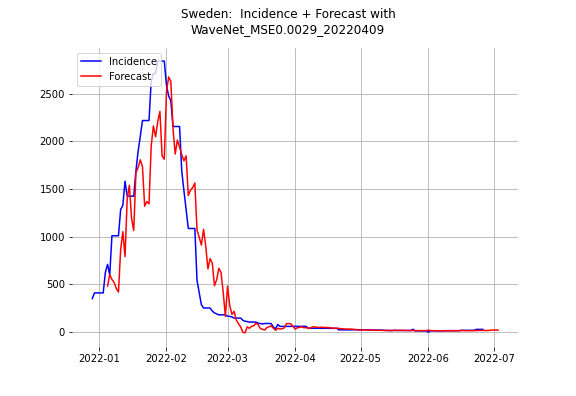 Sweden:  Incidence + Forecast with
WaveNet_MSE0.0029_20220409
Incidence
Forecast
2500
2000
1500
1000
500
0
2022-01 2022-02 2022-03 2022-04 2022-05 2022-06 2022-07